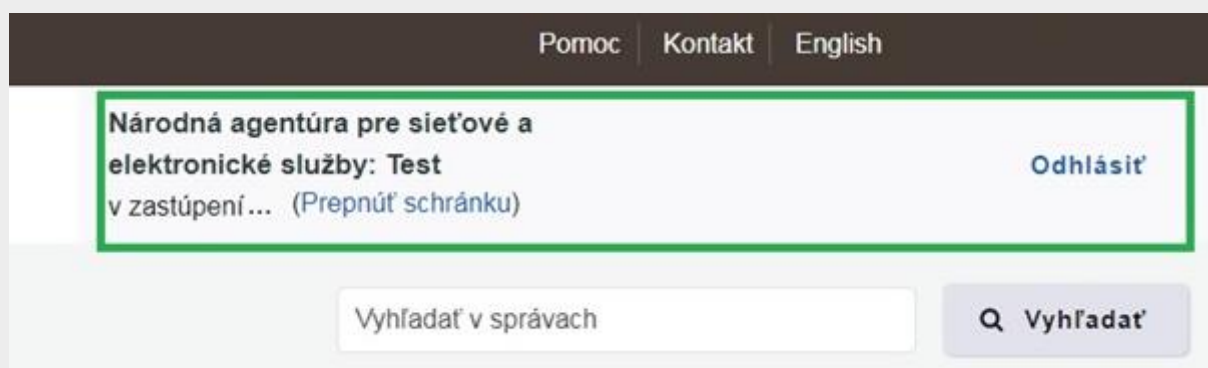 Pomoc Kontakt English
Národná agentúra pre sieťové a
elektronické služby: Test
Odhlásiť
v zastúpení... (Prepnúť schránku)
Vyhľadať v správach
Vyhľadať